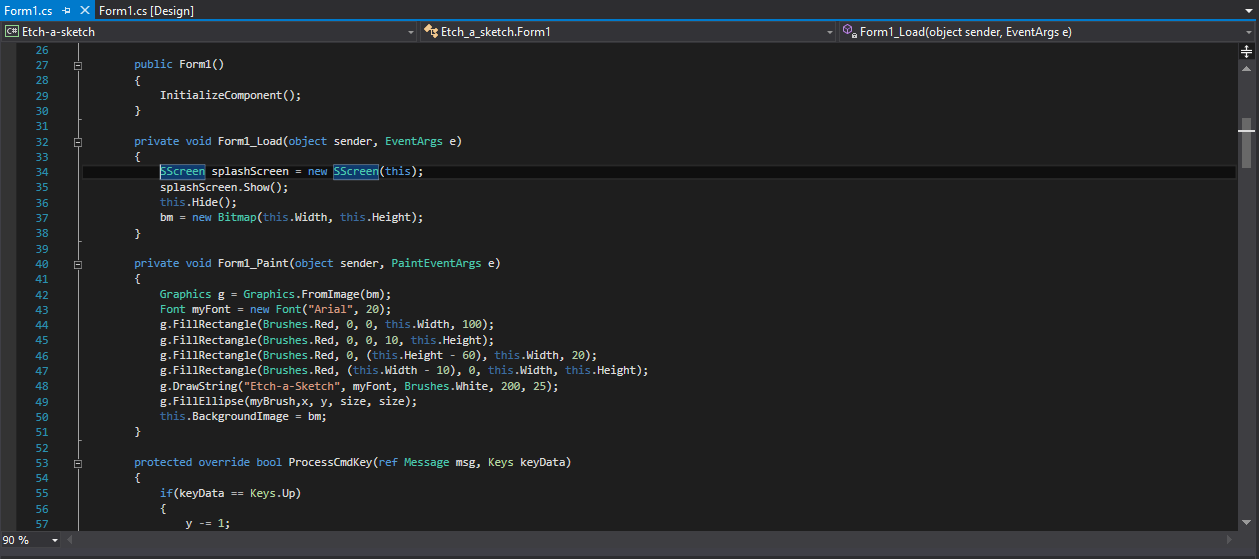 Form1.cs Form1.cs [Design]
C# Etch-a-sketch Etch_a_sketch.Form1 Form1_Load(object sender, EventArgs e)
26
27 public Form1()
28 {
29 InitializeComponent();
30 }
31
32 private void Form1_Load(object sender, EventArgs e)
33 {
34 SScreen splashScreen = new SScreen(this);
35 splashScreen.Show();
36 this.Hide();
37 bm = new Bitmap(this.Width, this.Height);
38 }
39
40 private void Form1_Paint(object sender, PaintEventArgs e)
41 {
42 Graphics g = Graphics.FromImage(bm);
43 Font myFont = new Font("Arial", 20);
44 g.FillRectangle(Brushes.Red, 0, 0, this.Width, 100);
45 g.FillRectangle(Brushes.Red, 0, 0, 10, this.Height);
46 g.FillRectangle(Brushes.Red, 0, (this.Height - 60), this.Width, 20);
47 g.FillRectangle(Brushes.Red, (this.Width - 10), 0, this.Width, this.Height);
48 g.DrawString("Etch-a-Sketch", myFont, Brushes.White, 200, 25);
49 g.FillEllipse(myBrush,x, y, size, size);
50 this.BackgroundImage = bm;
51 }
52
53 protected override bool ProcessCmdKey(ref Message msg, Keys keyData)
54 {
55 if(keyData == Keys.Up)
56 {
57 y -= 1;
90 %